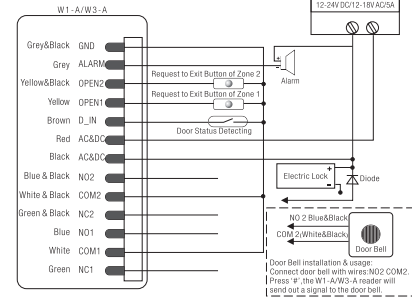 W1-A/W3-A
12-24V DC/12-18V AC/5A
Grey&Black GND
Grey ALARM
Yellow&Black OPEN2
Yellow OPEN1
Brown D_IN
Red AC&DC
Black AC&DC
Blue & Black NO2
White & Black COM2
Green & Black NC2
Blue NO1
White COM1
Green NC1
Request to Exit Button of Zone 2
Request to Exit Button of Zone 1
Door Status Detecting
+
Alarm
Electric Lock
+
-
Diode
NO 2 Blue&Black
COM 2(White&Black)
Door Bell
Door Bell installation & usage:
Connect door bell with wires:NO2 COM2.
Press '#',the W1-A/W3-A reader will
send out a signal to the door bell.